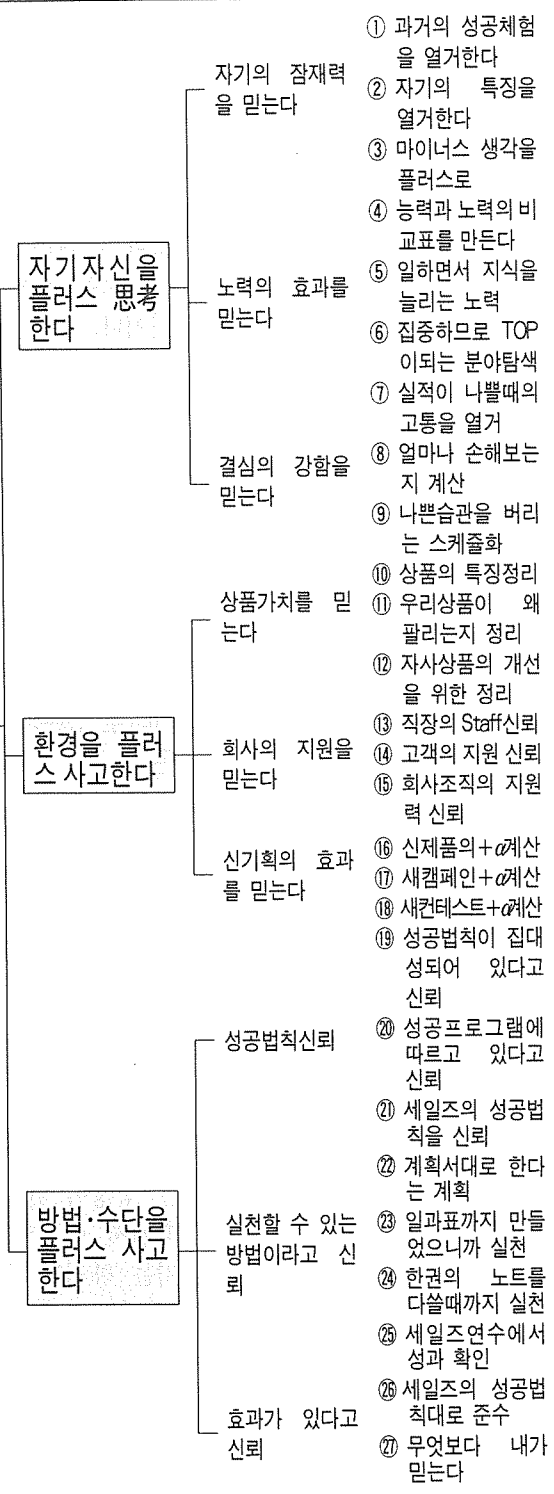 자기자신을
플러스 思考
한다
환경을 플러
스 사고한다
방법·수단을
플러스 사고
한다
자기의 잠재력
을 믿는다
노력의 효과를
믿는다
결심의 강함을
믿는다
상품가치를 믿
는다
회사의 지원을
믿는다
신기획의 효과
를 믿는다
성공법칙신뢰
실천할 수 있는
방법이라고 신
뢰
효과가 있다고
신뢰
① 과거의 성공체험
을 열거한다
② 자기의 특징을
열거한다
③ 마이너스 생각을
플러스로
④ 능력과 노력의 비
교표를 만든다
⑤ 일하면서 지식을
늘리는 노력
⑥ 집중하므로 TOP
이되는 분야탐색
⑦ 실적이 나쁠때의
고통을 열거
⑧ 얼마나 손해보는
지 계산
⑨ 나쁜습관을 버리
는 스케쥴화
⑩ 상품의 특징정리
⑪ 우리상품이 왜
팔리는지 정리
⑫ 자사상품의 개선
을 위한 정리
⑬ 직장의 Staff신뢰
⑭ 고객의 지원 신뢰
⑮ 회사조직의 지원
력 신뢰
⑯ 신제품의+α계산
⑰ 새캠페인+α계산
⑱ 새컨테스트+α계산
⑲ 성공법칙이 집대
성되어 있다고
신뢰
⑳ 성공프로그램에
따르고 있다고
신뢰
㉑ 세일즈의 성공법
칙을 신뢰
㉒ 계획서대로 한다
는 계획
㉓ 일과표까지 만들
었으니까 실천
㉔ 한권의 노트를
다쓸때까지 실천
㉕ 세일즈연수에서
성과 확인
㉖ 세일즈의 성공법
칙대로 준수
㉗ 무엇보다 내가
믿는다